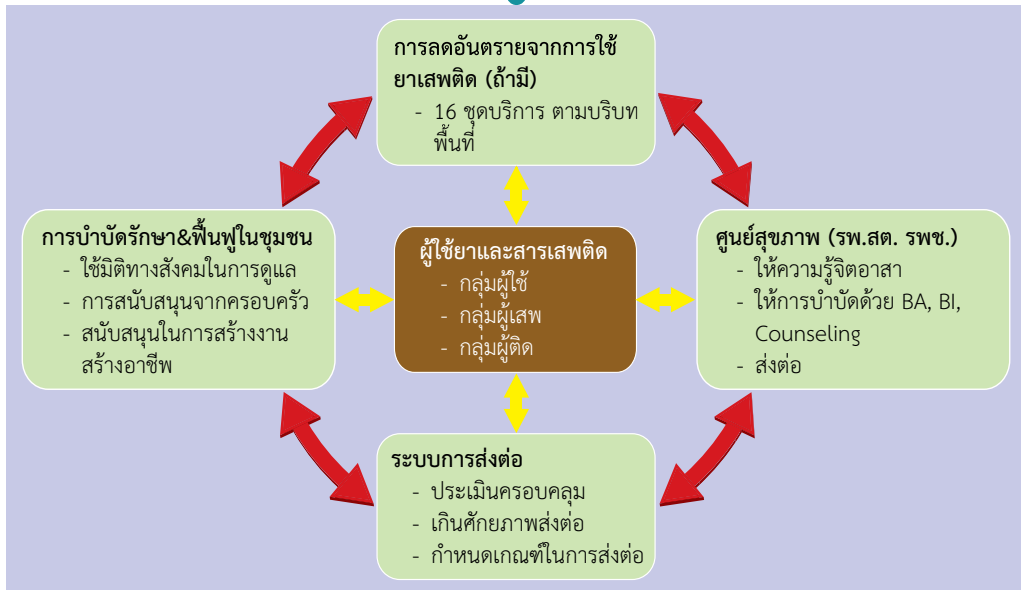 การลดอันตรายจากการใช้
ยาเสพติด (ถ้ามี)
- 16 ชุดบริการ ตามบริบท
พื้นที่
การบำบัดรักษา&ฟื้นฟูในชุมชน
- ใช้มิติทางสังคมในการดูแล
- การสนับสนุนจากครอบครัว
- สนับสนุนในการสร้างงาน
สร้างอาชีพ
ผู้ใช้ยาและสารเสพติด
- กลุ่มผู้ใช้
- กลุ่มผู้เสพ
- กลุ่มผู้ติด
ศูนย์สุขภาพ (รพ.สต. รพช.)
- ให้ความรู้จิตอาสา
- ให้การบำบัดด้วย BA, BI,
Counseling
- ส่งต่อ
ระบบการส่งต่อ
- ประเมินครอบคลุม
- เกินศักยภาพส่งต่อ
- กำหนดเกณฑ์ในการส่งต่อ